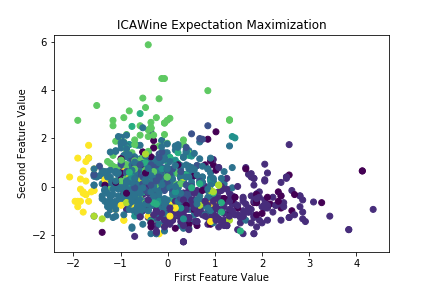 ICAWine Expectation Maximization
6
4
2
0
−2
Second Feature Value
−2 −1 0 1 2 3 4
First Feature Value